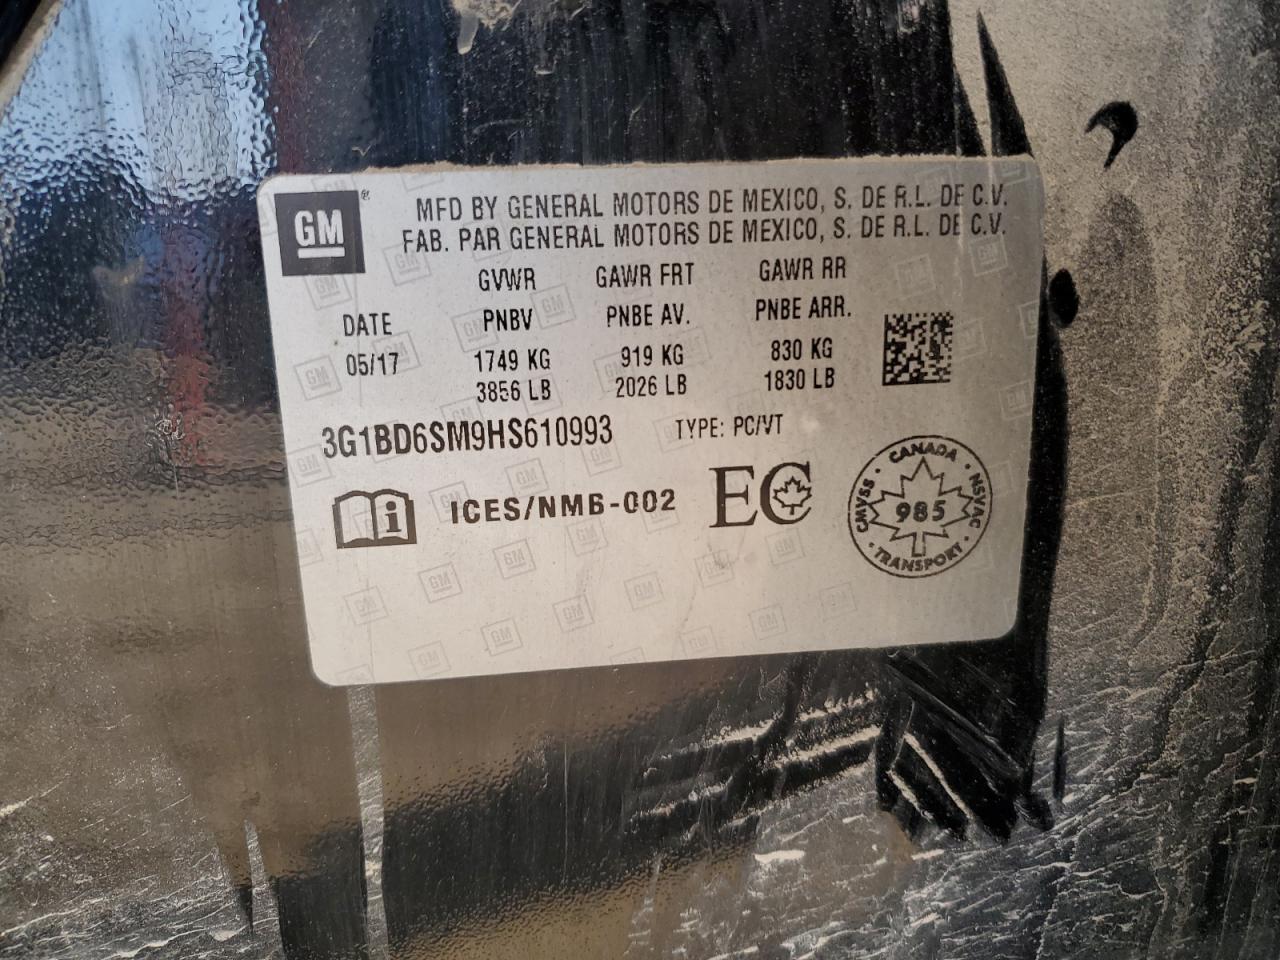 GM®
MFD BY GENERAL MOTORS DE MEXICO, S. DE R.L. DE C.V.
FAB. PAR GENERAL MOTORS DE MEXICO, S. DE R.L. DE C.V.
GVWR GAWR FRT GAWR RR
DATE PNBV PNBE AV. PNBE ARR.
05/17 1749 KG 919 KG 830 KG
3856 LB 2026 LB 1830 LB
3G1BD6SM9HS610993 TYPE: PC/VT
i ICES/NMB-002 EC
CANADA
CMVSS 985 NSVAC
TRANSPORT